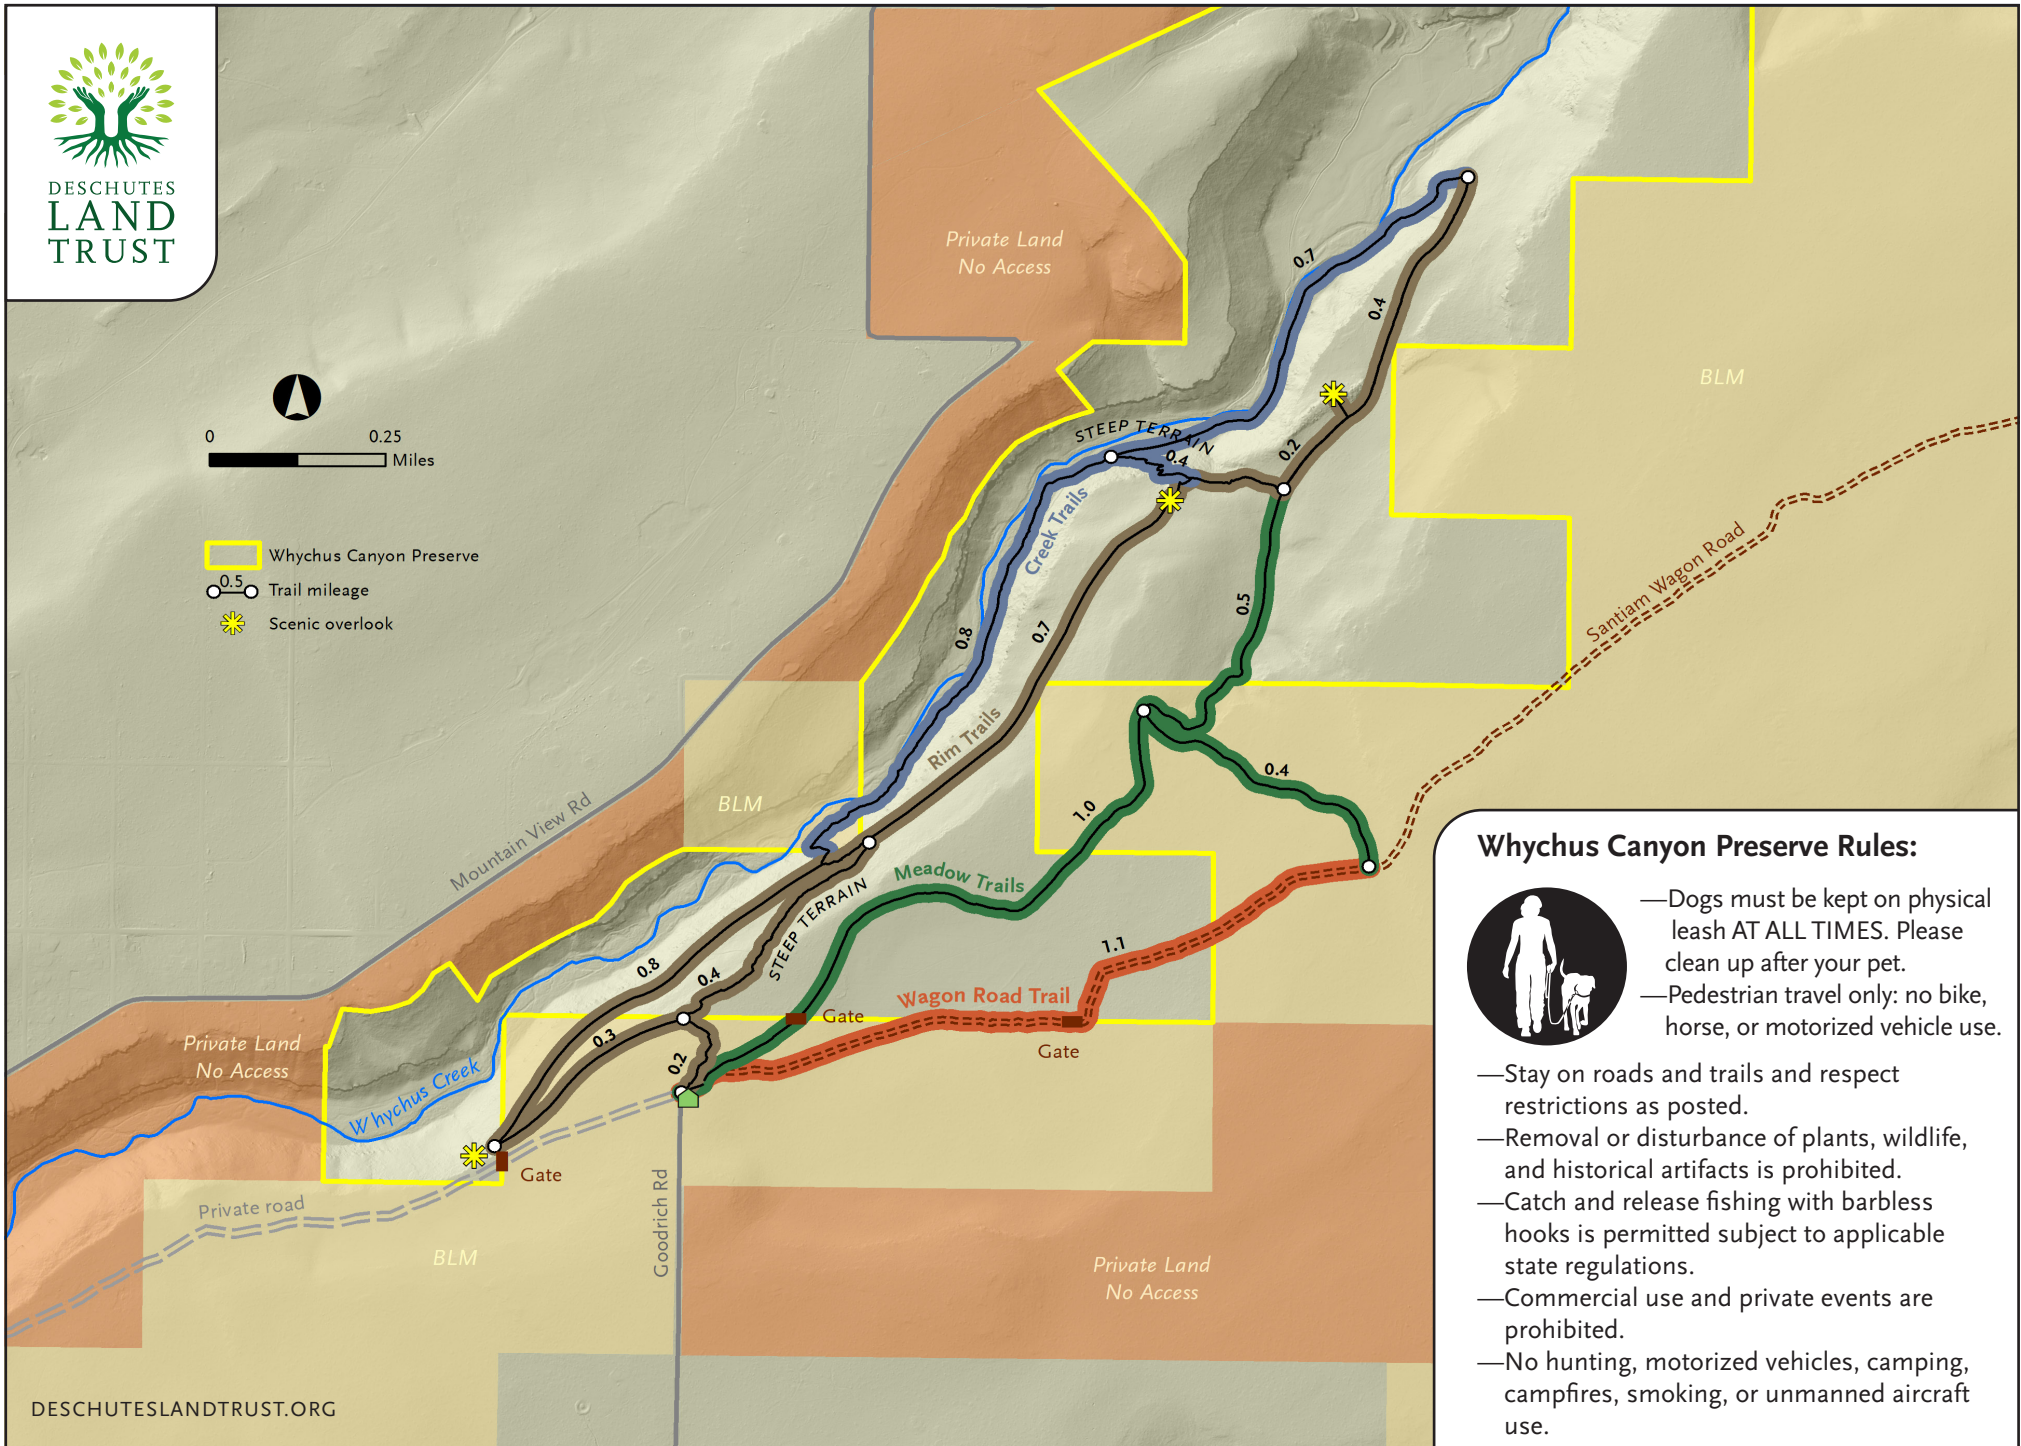 DESCHUTES
LAND
TRUST
0
0.25
Miles
Whychus Canyon Preserve
0.5
Trail mileage
Scenic overlook
Private Land
No Access
BLM
0.7
0.4
STEEP TERRAIN
0.4
0.2
Creek Trails
0.5
Santiam Wagon Road
0.8
0.7
Rim Trails
BLM
Mountain View Rd
0.4
1.0
Meadow Trails
STEEP TERRAIN
0.8
0.4
1.1
Wagon Road Trail
Gate
Gate
0.3
0.2
Private Land
No Access
Whychus Creek
Gate
Private road
Goodrich Rd
BLM
Private Land
No Access
Whychus Canyon Preserve Rules:
—Dogs must be kept on physical
leash AT ALL TIMES. Please
clean up after your pet.
—Pedestrian travel only: no bike,
horse, or motorized vehicle use.
—Stay on roads and trails and respect
restrictions as posted.
—Removal or disturbance of plants, wildlife,
and historical artifacts is prohibited.
—Catch and release fishing with barbless
hooks is permitted subject to applicable
state regulations.
—Commercial use and private events are
prohibited.
—No hunting, motorized vehicles, camping,
campfires, smoking, or unmanned aircraft
use.
DESCHUTESLANDTRUST.ORG